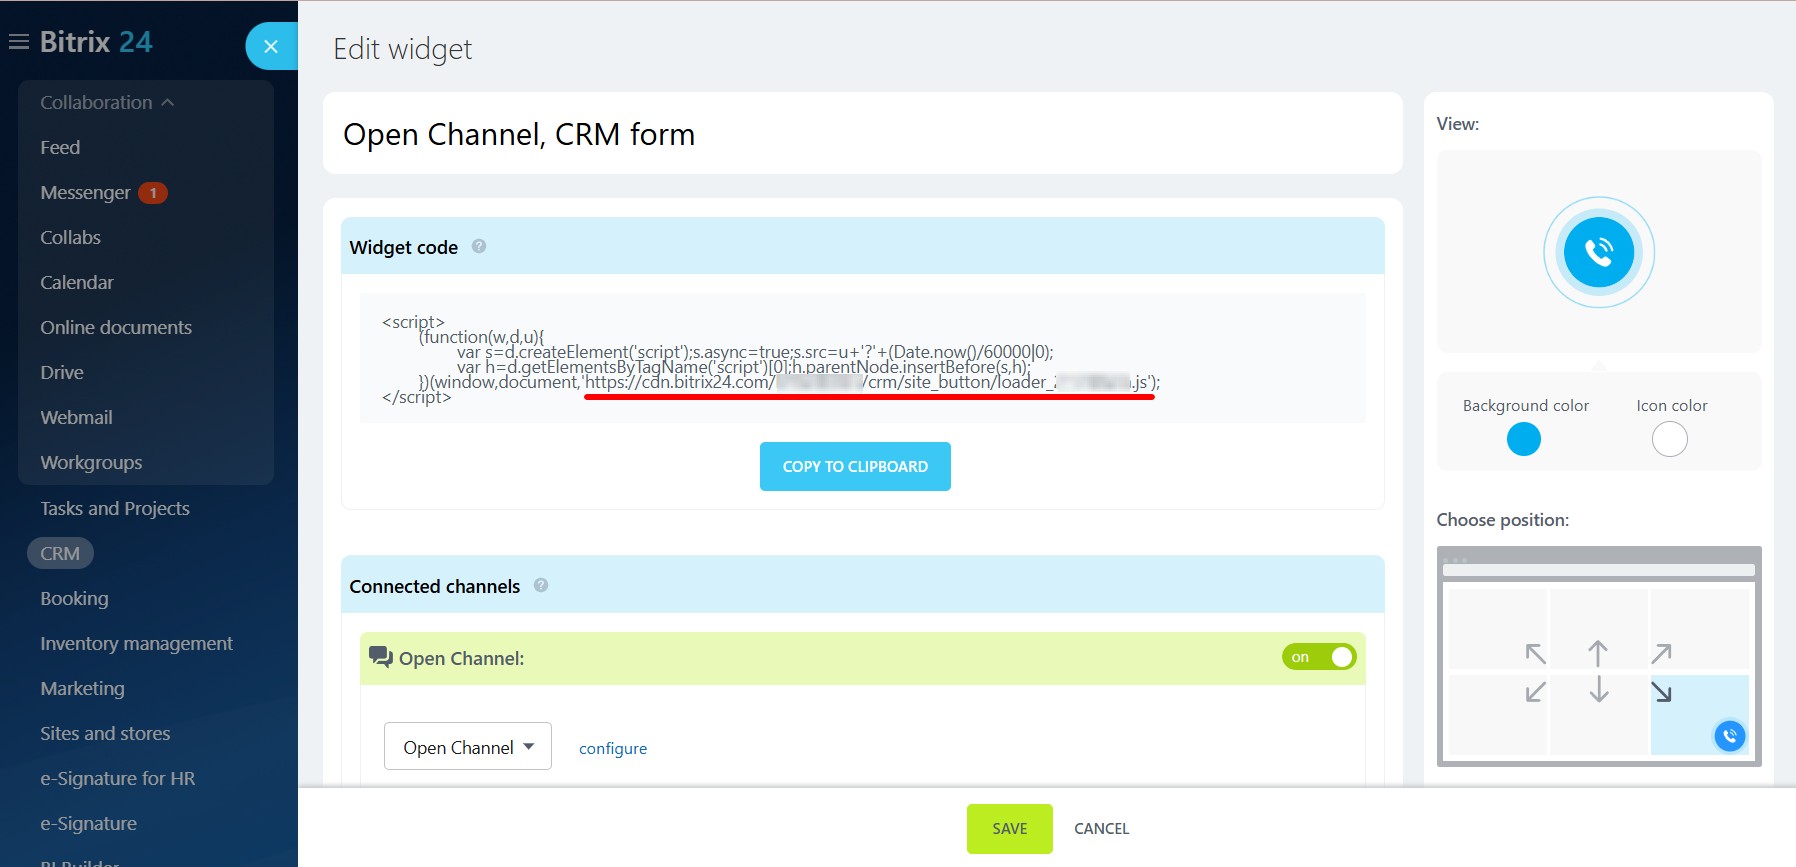 Bitrix 24
Collaboration
Feed
Messenger 1
Collabs
Calendar
Online documents
Drive
Webmail
Workgroups
Tasks and Projects
CRM
Booking
Inventory management
Marketing
Sites and stores
e-Signature for HR
e-Signature
BI Builder
Edit widget
Open Channel, CRM form
Widget code ?
<script>
(function(w,d,u){
var s=d.createElement('script');s.async=true;s.src=u+'?'+(Date.now()/60000|0);
var h=d.getElementsByTagName('script')[0];h.parentNode.insertBefore(s,h);
})(window,document,'https://cdn.bitrix24.com/ /crm/site_button/loader_ .js');
</script>
COPY TO CLIPBOARD
Connected channels ?
Open Channel:
on
Open Channel configure
View:
Background color Icon color
Choose position:
SAVE CANCEL